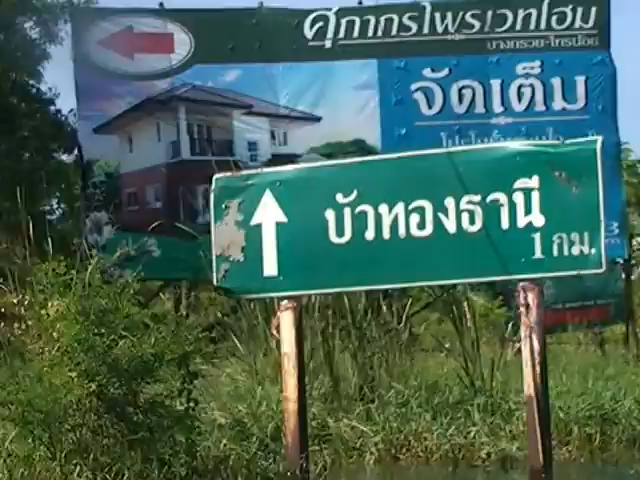 ศุภากรไพรเวทโฮม
บางกรวย-ไทรน้อย
จัดเต็ม
บัวทองธานี
1 กม.